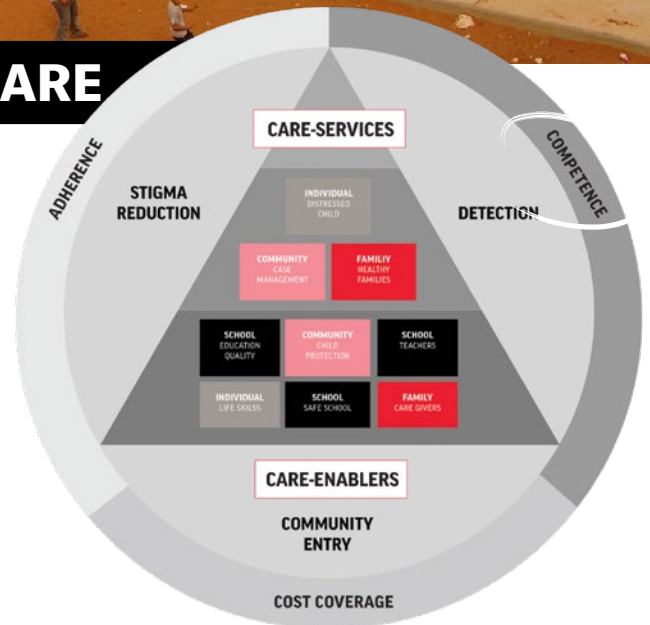 ARE
CARE-SERVICES
ADHERENCE
COMPETENCE
STIGMA
REDUCTION
DETECTION
INDIVIDUAL
DISTRESSED
CHILD
COMMUNITY
CASE
MANAGEMENT
FAMILIY
HEALTHY
FAMILIES
SCHOOL
EDUCATION
QUALITY
COMMUNITY
CHILD
PROTECTION
SCHOOL
TEACHERS
INDIVIDUAL
LIFE SKILSS
SCHOOL
SAFE SCHOOL
FAMILY
CARE GIVERS
CARE-ENABLERS
COMMUNITY
ENTRY
COST COVERAGE